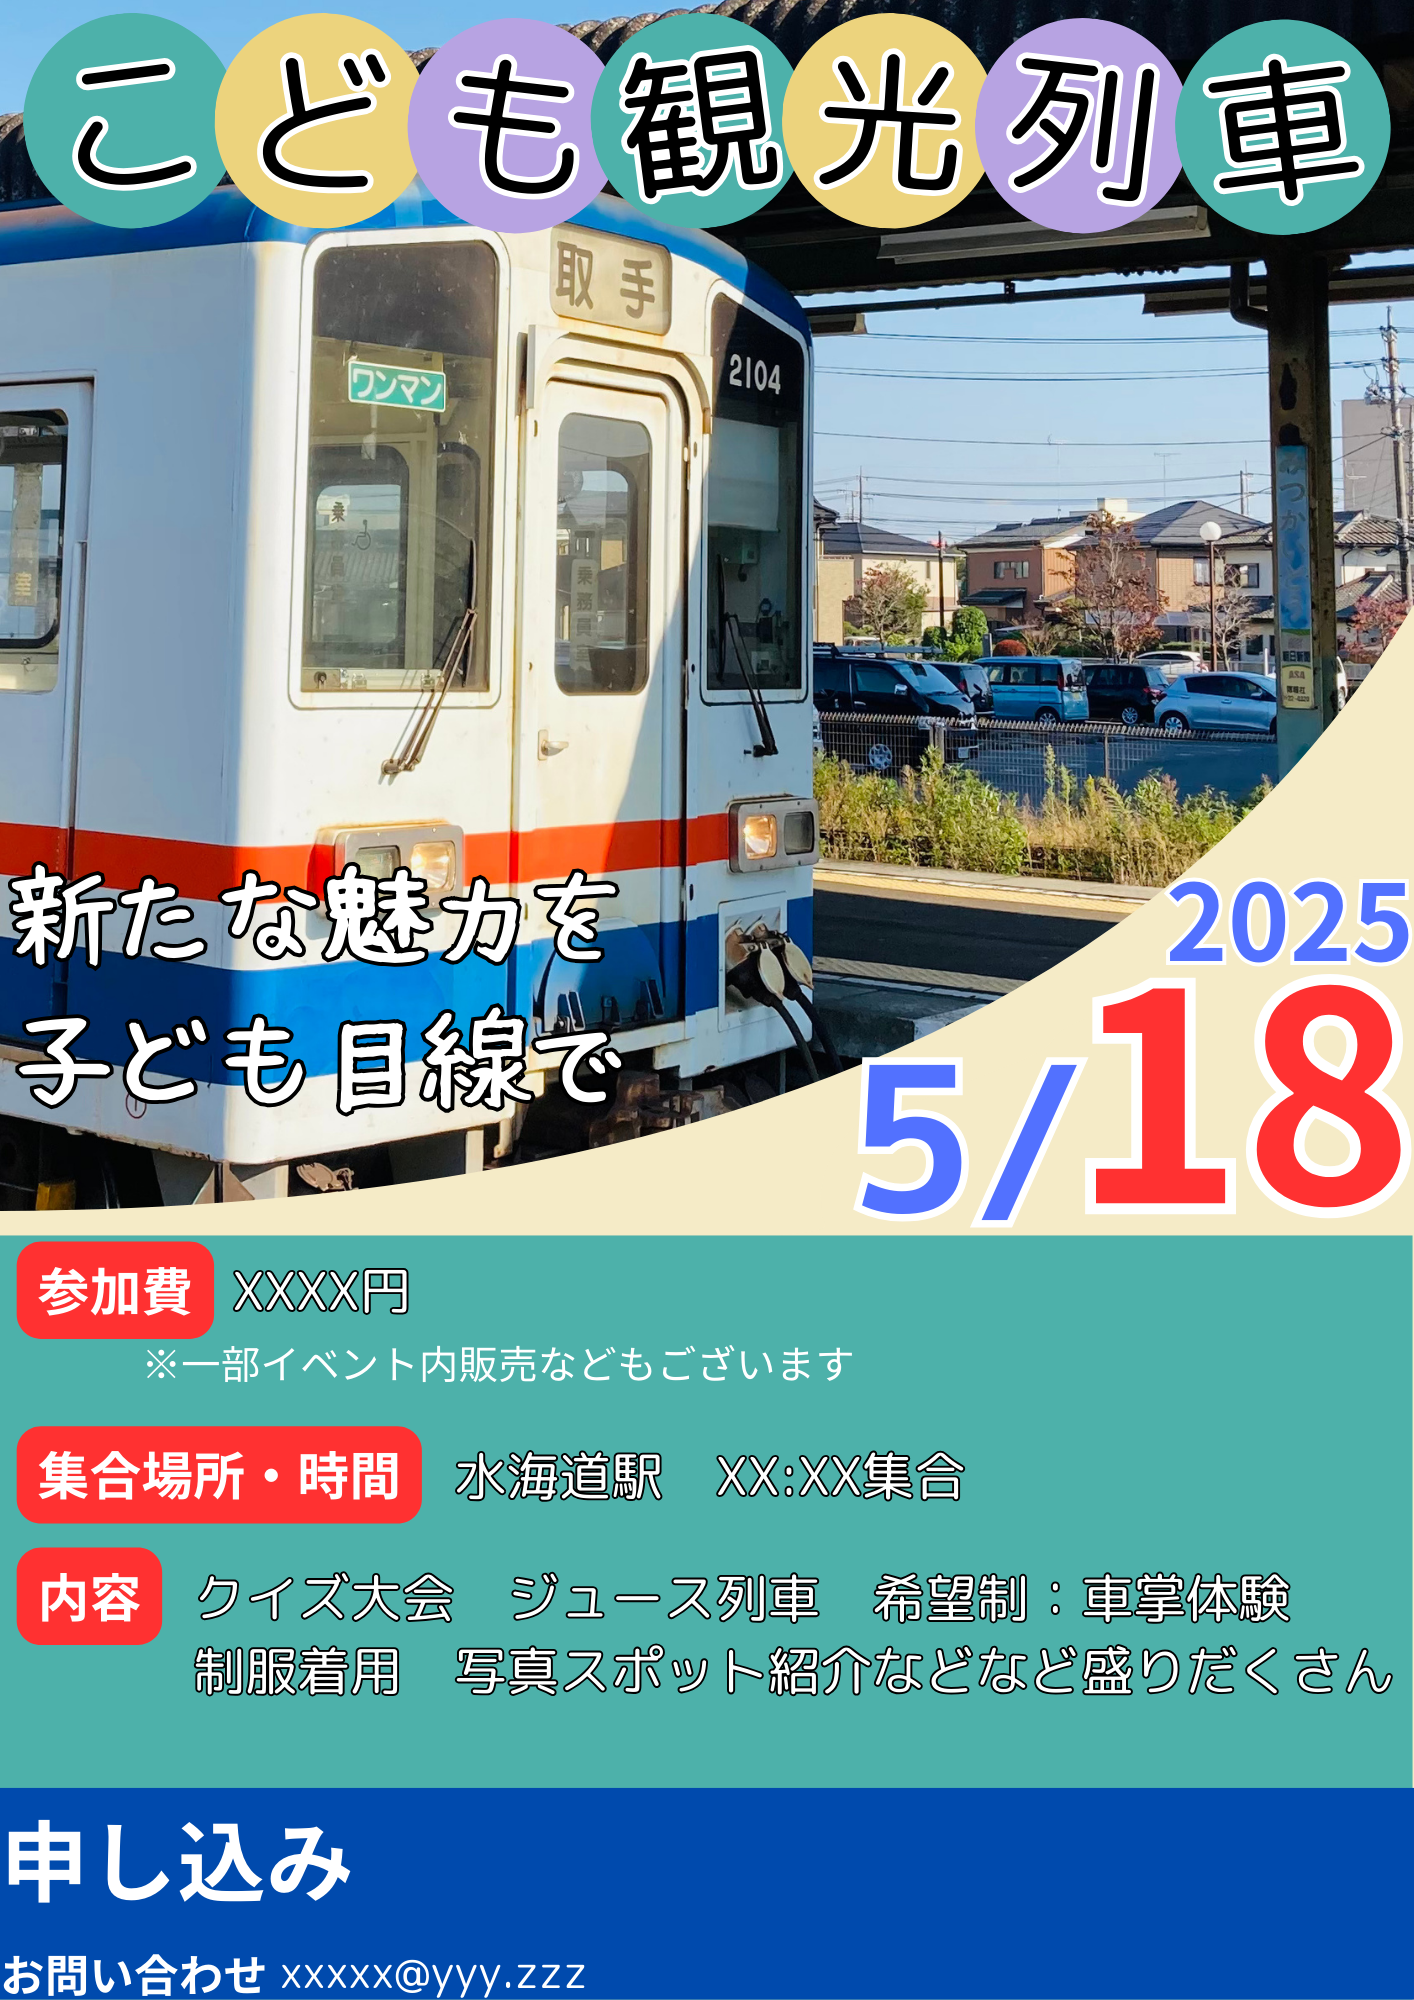 こども観光列車
取手
ワンマン
2104
乗務員
新たな魅力を
子ども目線で
2025
5/18
参加費 XXXX円
※一部イベント内販売などもございます
集合場所・時間 水海道駅 XX:XX集合
内容 クイズ大会 ジュース列車 希望制：車掌体験
制服着用 写真スポット紹介などなど盛りだくさん
申し込み
お問い合わせ xxxxx@yyy.zzz